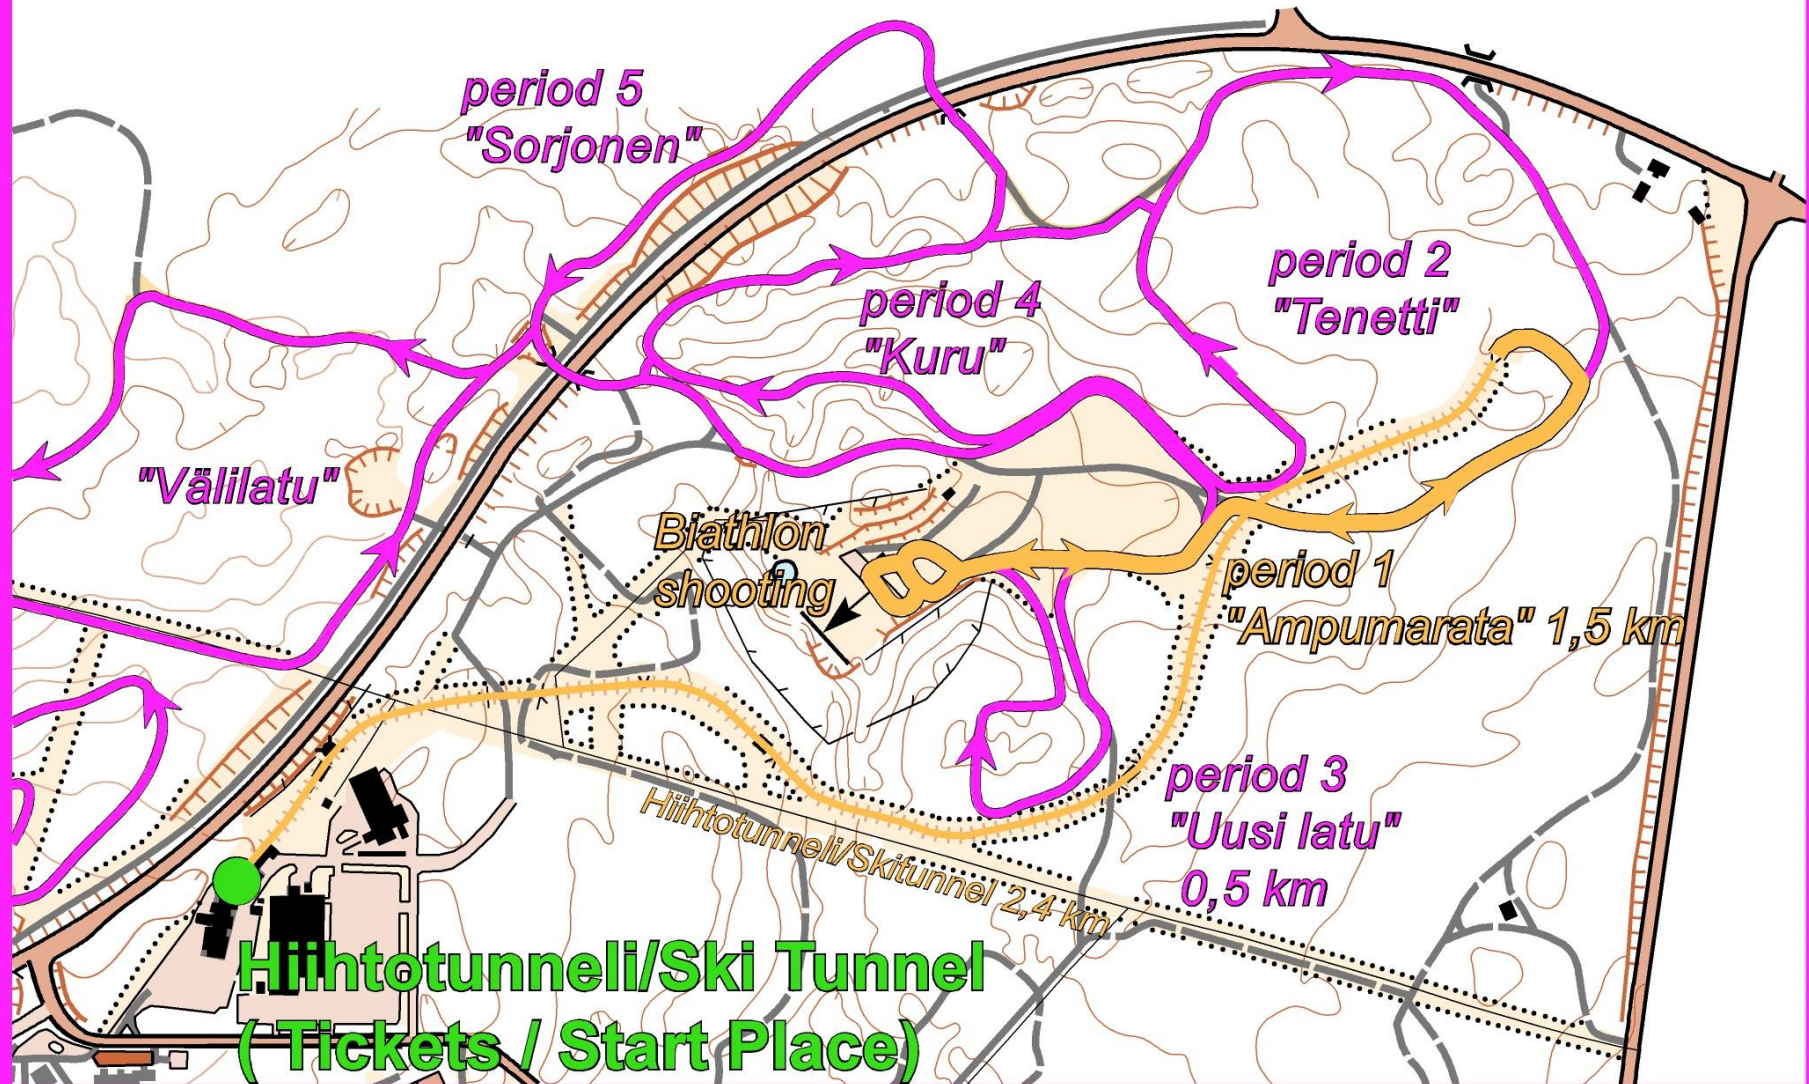 period 5
"Sorjonen"
period 2
"Tenetti"
period 4
"Kuru"
"Välilatu"
Biathlon
shooting
period 1
"Ampumarata" 1,5 km
period 3
"Uusi latu"
0,5 km
Hiihtotunneli/Skitunnel 2,4 km
Hiihtotunneli/Ski Tunnel
( Tickets / Start Place)